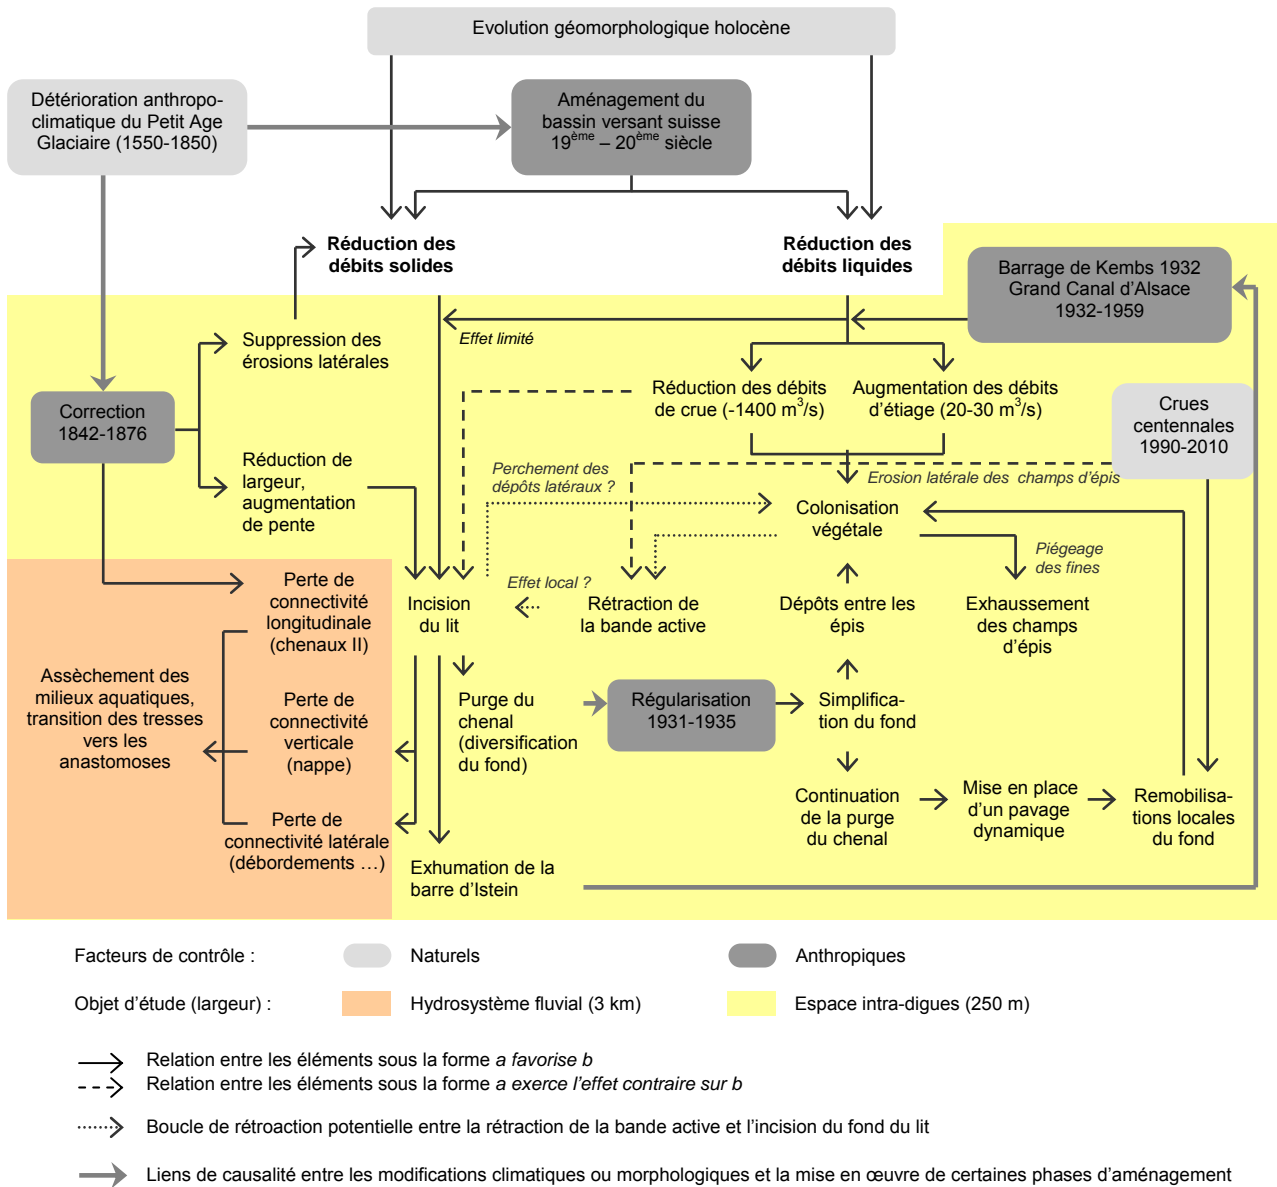 Evolution géomorphologique holocène
Détérioration anthropo-
climatique du Petit Age
Glaciaire (1550-1850)
Aménagement du
bassin versant suisse
19ème – 20ème siècle
Réduction des
débits solides
Réduction des
débits liquides
Barrage de Kembs 1932
Grand Canal d'Alsace
1932-1959
Suppression des
érosions latérales
Effet limité
Correction
1842-1876
Réduction des débits
de crue (-1400 m3/s)
Augmentation des débits
d'étiage (20-30 m3/s)
Crues
centennales
1990-2010
Réduction de
largeur,
augmentation
de pente
Perchement des
dépôts latéraux ?
Erosion latérale des champs d'épis
Colonisation
végétale
Piégeage
des fines
Perte de
connectivité
longitudinale
(chenaux II)
Incision
du lit
Effet local ?
Rétraction de
la bande active
Dépôts entre les
épis
Exhaussement
des champs
d'épis
Assèchement des
milieux aquatiques,
transition des tresses
vers les
anastomoses
Perte de
connectivité
verticale
(nappe)
Purge du
chenal
(diversification
du fond)
Régularisation
1931-1935
Simplifica-
tion du fond
Perte de
connectivité latérale
(débordements …)
Continuation
de la purge
du chenal
Mise en place
d'un pavage
dynamique
Remobilisa-
tions locales
du fond
Exhumation de la
barre d'Istein
Facteurs de contrôle :
Naturels
Anthropiques
Objet d'étude (largeur) :
Hydrosystème fluvial (3 km)
Espace intra-digues (250 m)
Relation entre les éléments sous la forme a favorise b
Relation entre les éléments sous la forme a exerce l'effet contraire sur b
Boucle de rétroaction potentielle entre la rétraction de la bande active et l'incision du fond du lit
Liens de causalité entre les modifications climatiques ou morphologiques et la mise en œuvre de certaines phases d'aménagement